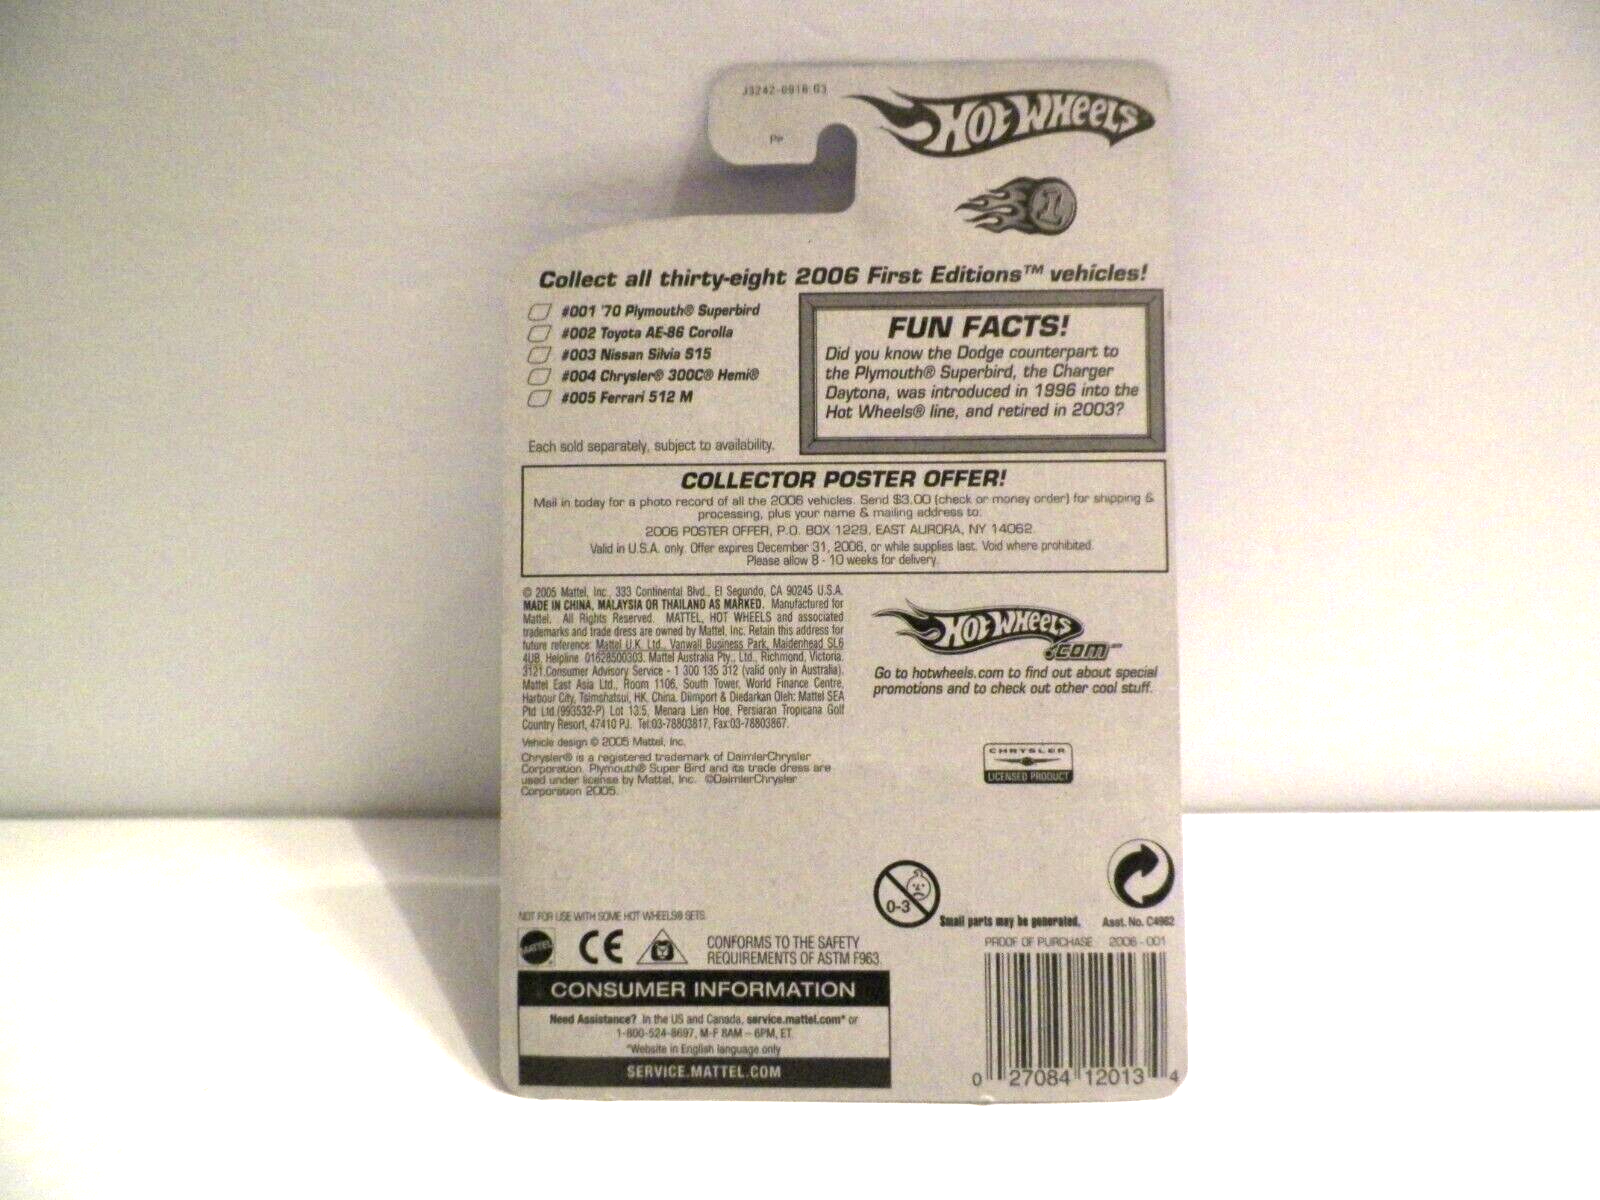 J3242-0918 G3
PP
HOT WHEELS
1
Collect all thirty-eight 2006 First Editions™ vehicles!
#001 '70 Plymouth® Superbird
#002 Toyota AE-86 Corolla
#003 Nissan Silvia S15
#004 Chrysler® 300C® Hemi®
#005 Ferrari 512 M
Each sold separately, subject to availability.
FUN FACTS!
Did you know the Dodge counterpart to
the Plymouth® Superbird, the Charger
Daytona, was introduced in 1996 into the
Hot Wheels® line, and retired in 2003?
COLLECTOR POSTER OFFER!
Mail in today for a photo record of all the 2006 vehicles. Send $3.00 (check or money order) for shipping &
processing, plus your name & mailing address to:
2006 POSTER OFFER, P.O. BOX 1229, EAST AURORA, NY 14062.
Valid in U.S.A. only. Offer expires December 31, 2006, or while supplies last. Void where prohibited.
Please allow 8 - 10 weeks for delivery.
© 2005 Mattel, Inc., 333 Continental Blvd., El Segundo, CA 90245 U.S.A.
MADE IN CHINA, MALAYSIA OR THAILAND AS MARKED. Manufactured for
Mattel. All Rights Reserved. MATTEL, HOT WHEELS and associated
trademarks and trade dress are owned by Mattel, Inc. Retain this address for
future reference: Mattel U.K. Ltd., Vanwall Business Park, Maidenhead SL6
4UB. Helpline 01628500303. Mattel Australia Pty., Ltd., Richmond, Victoria.
3121.Consumer Advisory Service - 1 300 135 312 (valid only in Australia).
Mattel East Asia Ltd., Room 1106, South Tower, World Finance Centre,
Harbour City, Tsimshatsui, HK, China. Diimport & Diedarkan Oleh: Mattel SEA
Ptd Ltd.(993532-P) Lot 13.5, Menara Lien Hoe, Persiaran Tropicana Golf
Country Resort, 47410 PJ. Tel:03-78803817, Fax:03-78803867.
Vehicle design © 2005 Mattel, Inc.
Chrysler® is a registered trademark of DaimlerChrysler
Corporation. Plymouth® Super Bird and its trade dress are
used under license by Mattel, Inc. ©DaimlerChrysler
Corporation 2005.
HOT WHEELS
.COM™
Go to hotwheels.com to find out about special
promotions and to check out other cool stuff.
CHRYSLER
LICENSED PRODUCT
0-3
Small parts may be generated.
Asst. No. C4982
NOT FOR USE WITH SOME HOT WHEELS® SETS.
MATTEL
CE
CONFORMS TO THE SAFETY
REQUIREMENTS OF ASTM F963.
PROOF OF PURCHASE 2006 - 001
CONSUMER INFORMATION
Need Assistance? In the US and Canada, service.mattel.com* or
1-800-524-8697, M-F 8AM – 6PM, ET.
*Website in English language only
SERVICE.MATTEL.COM
0 27084 12013 4